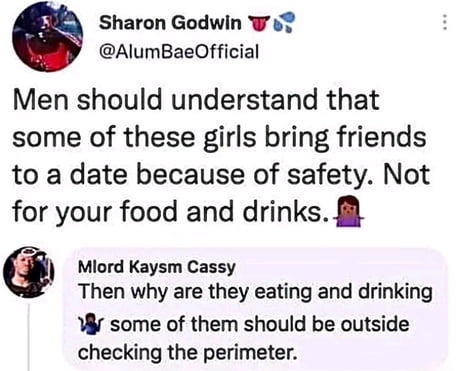 Sharon Godwin 👅💦
@AlumBaeOfficial
Men should understand that
some of these girls bring friends
to a date because of safety. Not
for your food and drinks.🤷🏾‍♀️
Mlord Kaysm Cassy
Then why are they eating and drinking
🤷🏿‍♂️ some of them should be outside
checking the perimeter.